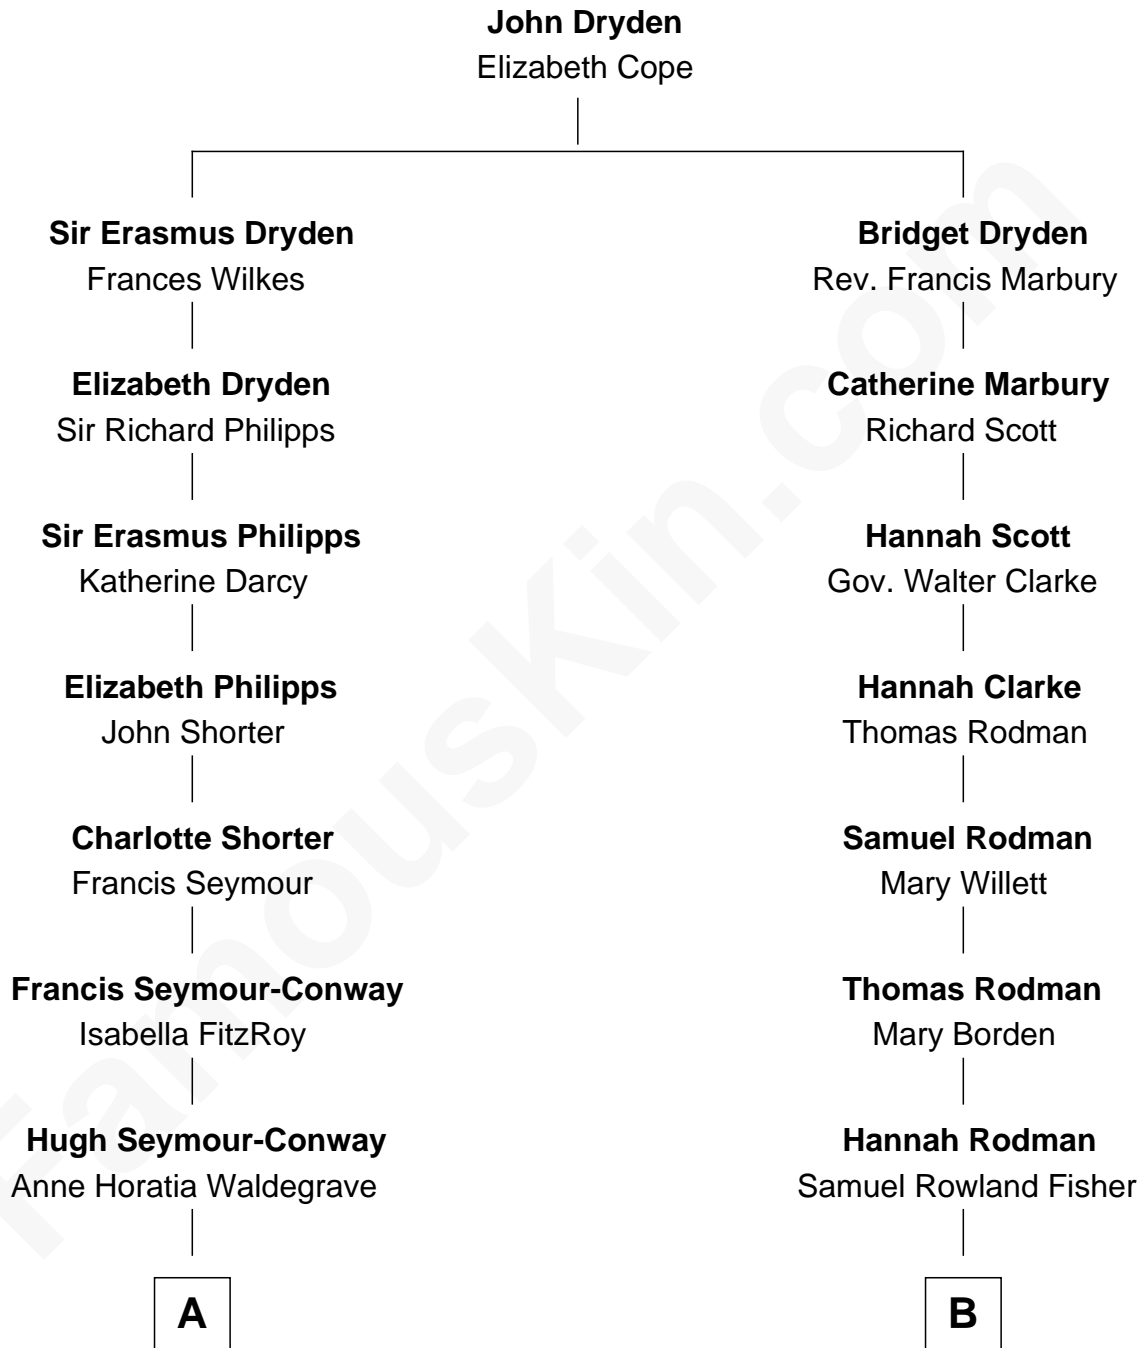 John Dryden
Elizabeth Cope
Sir Erasmus Dryden
Frances Wilkes
Bridget Dryden
Rev. Francis Marbury
Elizabeth Dryden
Sir Richard Philipps
Catherine Marbury
Richard Scott
Sir Erasmus Philipps
Katherine Darcy
Hannah Scott
Gov. Walter Clarke
Elizabeth Philipps
John Shorter
Hannah Clarke
Thomas Rodman
Charlotte Shorter
Francis Seymour
Samuel Rodman
Mary Willett
Francis Seymour-Conway
Isabella FitzRoy
Thomas Rodman
Mary Borden
Hugh Seymour-Conway
Anne Horatia Waldegrave
Hannah Rodman
Samuel Rowland Fisher
A
B
FamousKin.com